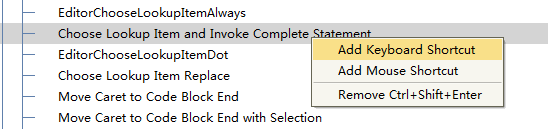 EditorChooseLookupItemAlways
Choose Lookup Item and Invoke Complete Statement
Add Keyboard Shortcut
EditorChooseLookupItemDot
Add Mouse Shortcut
Choose Lookup Item Replace
Remove Ctrl+Shift+Enter
Move Caret to Code Block End
Move Caret to Code Block End with Selection